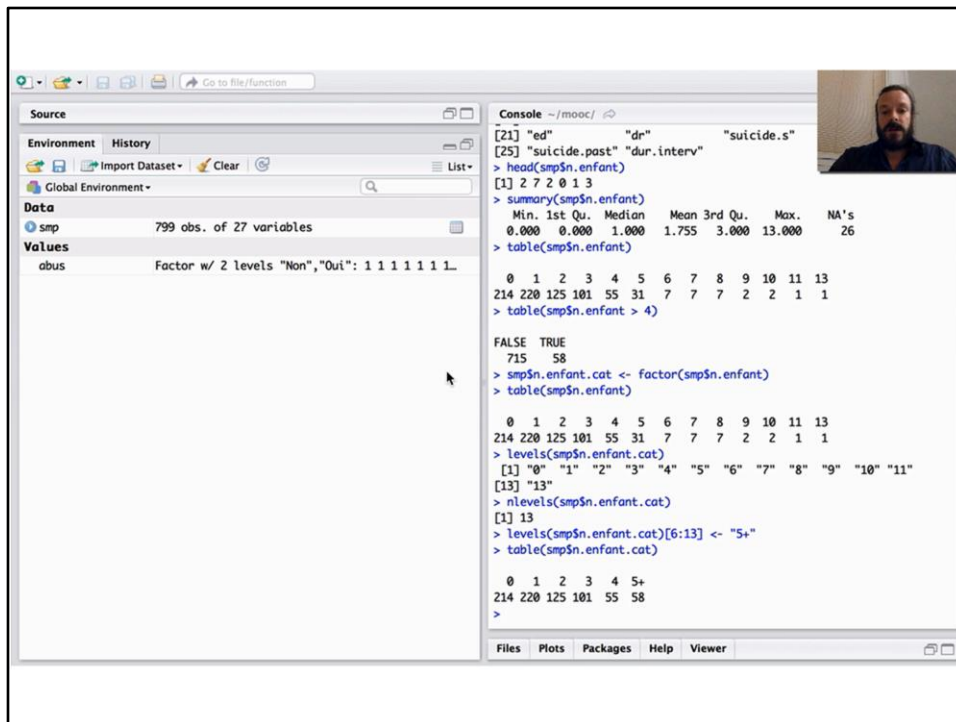 Go to file/function
Source
Environment History
Import Dataset Clear List
Global Environment
Data
smp 799 obs. of 27 variables
Values
abus Factor w/ 2 levels "Non","Oui": 1 1 1 1 1 1 1…
Console ~/mooc/
[21] "ed" "dr" "suicide.s"
[25] "suicide.past" "dur.interv"
> head(smp$n.enfant)
[1] 2 7 2 0 1 3
> summary(smp$n.enfant)
Min. 1st Qu. Median Mean 3rd Qu. Max. NA's
0.000 0.000 1.000 1.755 3.000 13.000 26
> table(smp$n.enfant)
0 1 2 3 4 5 6 7 8 9 10 11 13
214 220 125 101 55 31 7 7 7 2 2 1 1
> table(smp$n.enfant > 4)
FALSE TRUE
715 58
> smp$n.enfant.cat <- factor(smp$n.enfant)
> table(smp$n.enfant)
0 1 2 3 4 5 6 7 8 9 10 11 13
214 220 125 101 55 31 7 7 7 2 2 1 1
> levels(smp$n.enfant.cat)
[1] "0" "1" "2" "3" "4" "5" "6" "7" "8" "9" "10" "11"
[13] "13"
> nlevels(smp$n.enfant.cat)
[1] 13
> levels(smp$n.enfant.cat)[6:13] <- "5+"
> table(smp$n.enfant.cat)
0 1 2 3 4 5+
214 220 125 101 55 58
>
Files Plots Packages Help Viewer